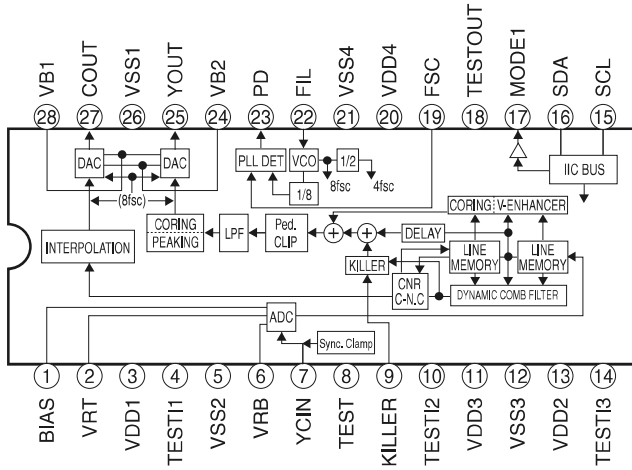 VB1
COUT
VSS1
YOUT
VB2
PD
FIL
VSS4
VDD4
FSC
TESTOUT
MODE1
SDA
SCL
28
27
26
25
24
23
22
21
20
19
18
17
16
15
DAC
DAC
PLL DET
VCO
1/2
IIC BUS
(8fsc)
1/8
8fsc
4fsc
CORING
V-ENHANCER
INTERPOLATION
CORING
PEAKING
LPF
Ped.
CLIP
+
+
DELAY
KILLER
LINE
MEMORY
LINE
MEMORY
CNR
C-N.C
DYNAMIC COMB FILTER
ADC
Sync. Clamp
1
2
3
4
5
6
7
8
9
10
11
12
13
14
BIAS
VRT
VDD1
TESTI1
VSS2
VRB
YCIN
TEST
KILLER
TESTI2
VDD3
VSS3
VDD2
TESTI3